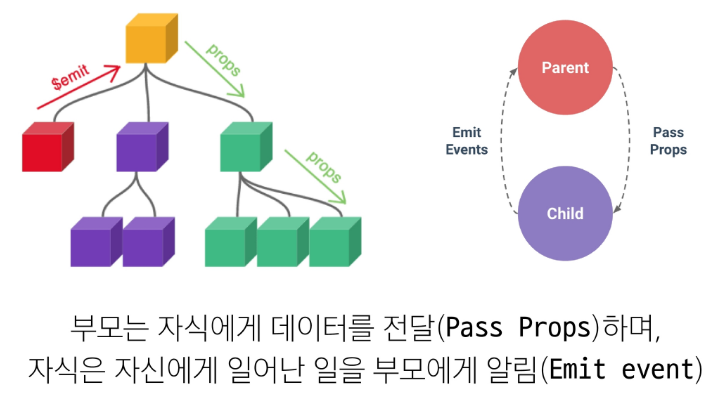 $emit
props
props
Parent
Emit
Events
Pass
Props
Child
부모는 자식에게 데이터를 전달(Pass Props)하며,
자식은 자신에게 일어난 일을 부모에게 알림(Emit event)